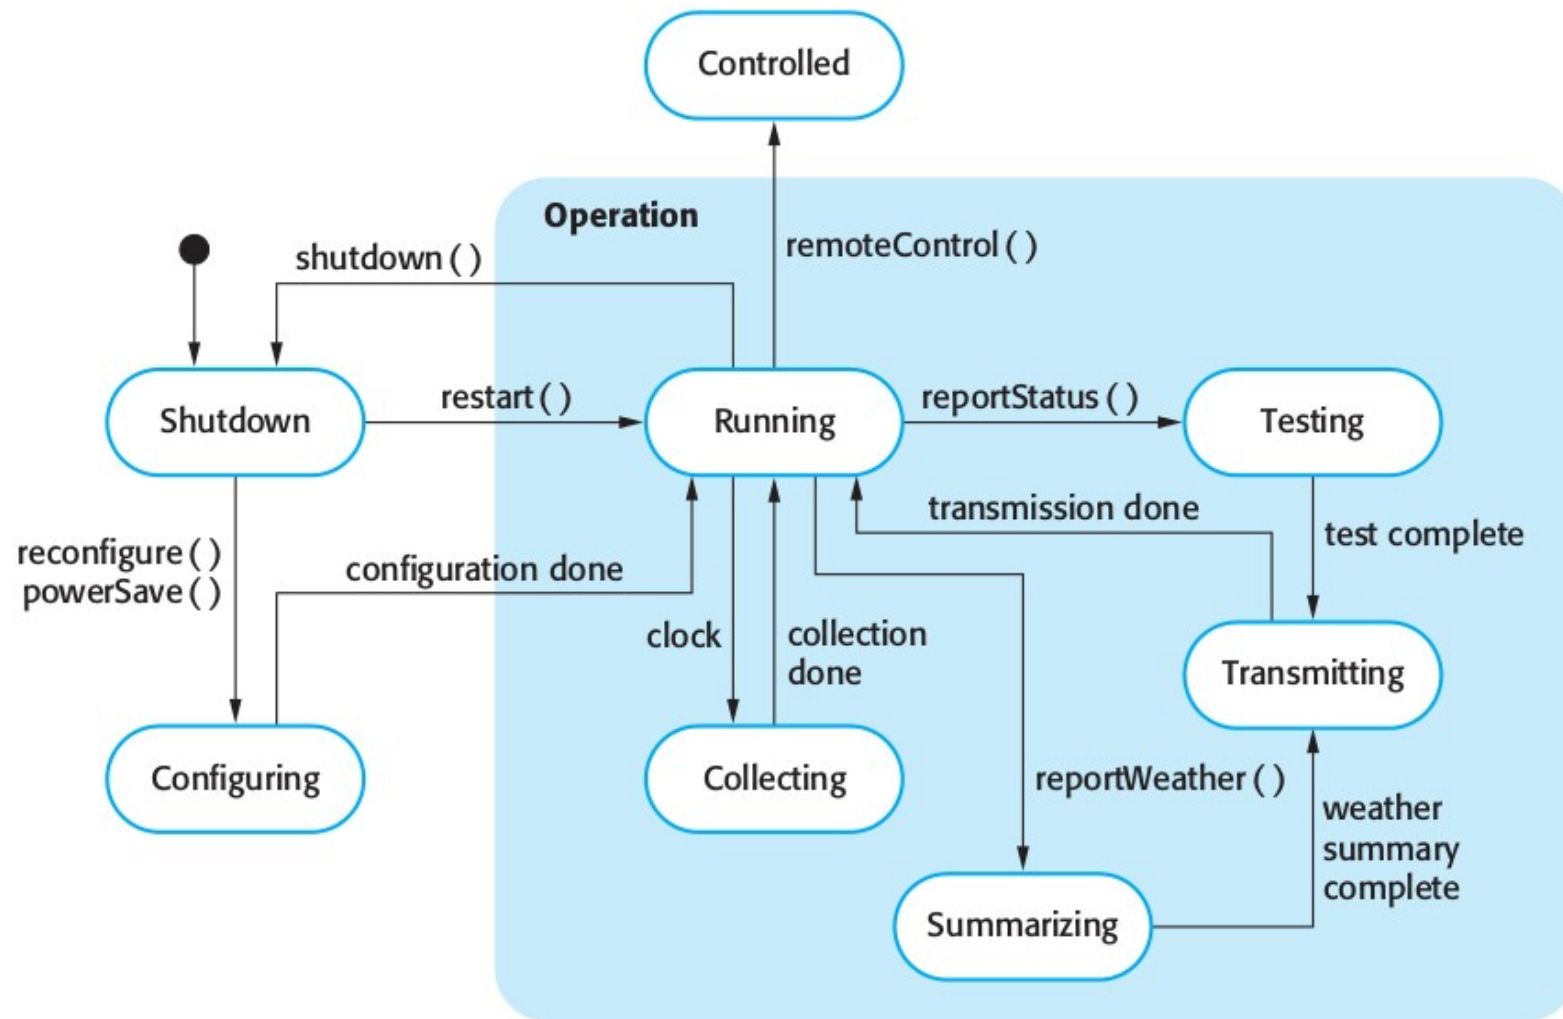 Controlled
Operation
remoteControl ( )
shutdown ( )
Shutdown
restart ( )
Running
reportStatus ( )
Testing
transmission done
test complete
reconfigure ( )
powerSave ( )
configuration done
clock
collection
done
Transmitting
Configuring
Collecting
reportWeather ( )
weather
summary
complete
Summarizing